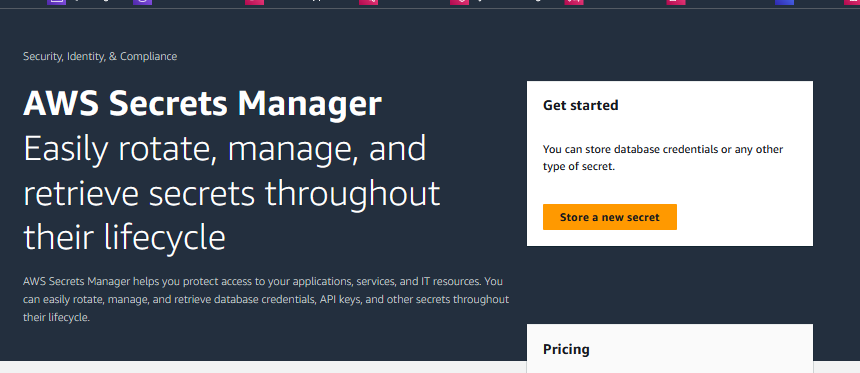 Security, Identity, & Compliance
AWS Secrets Manager
Easily rotate, manage, and
retrieve secrets throughout
their lifecycle
AWS Secrets Manager helps you protect access to your applications, services, and IT resources. You
can easily rotate, manage, and retrieve database credentials, API keys, and other secrets throughout
their lifecycle.
Get started
You can store database credentials or any other
type of secret.
Store a new secret
Pricing